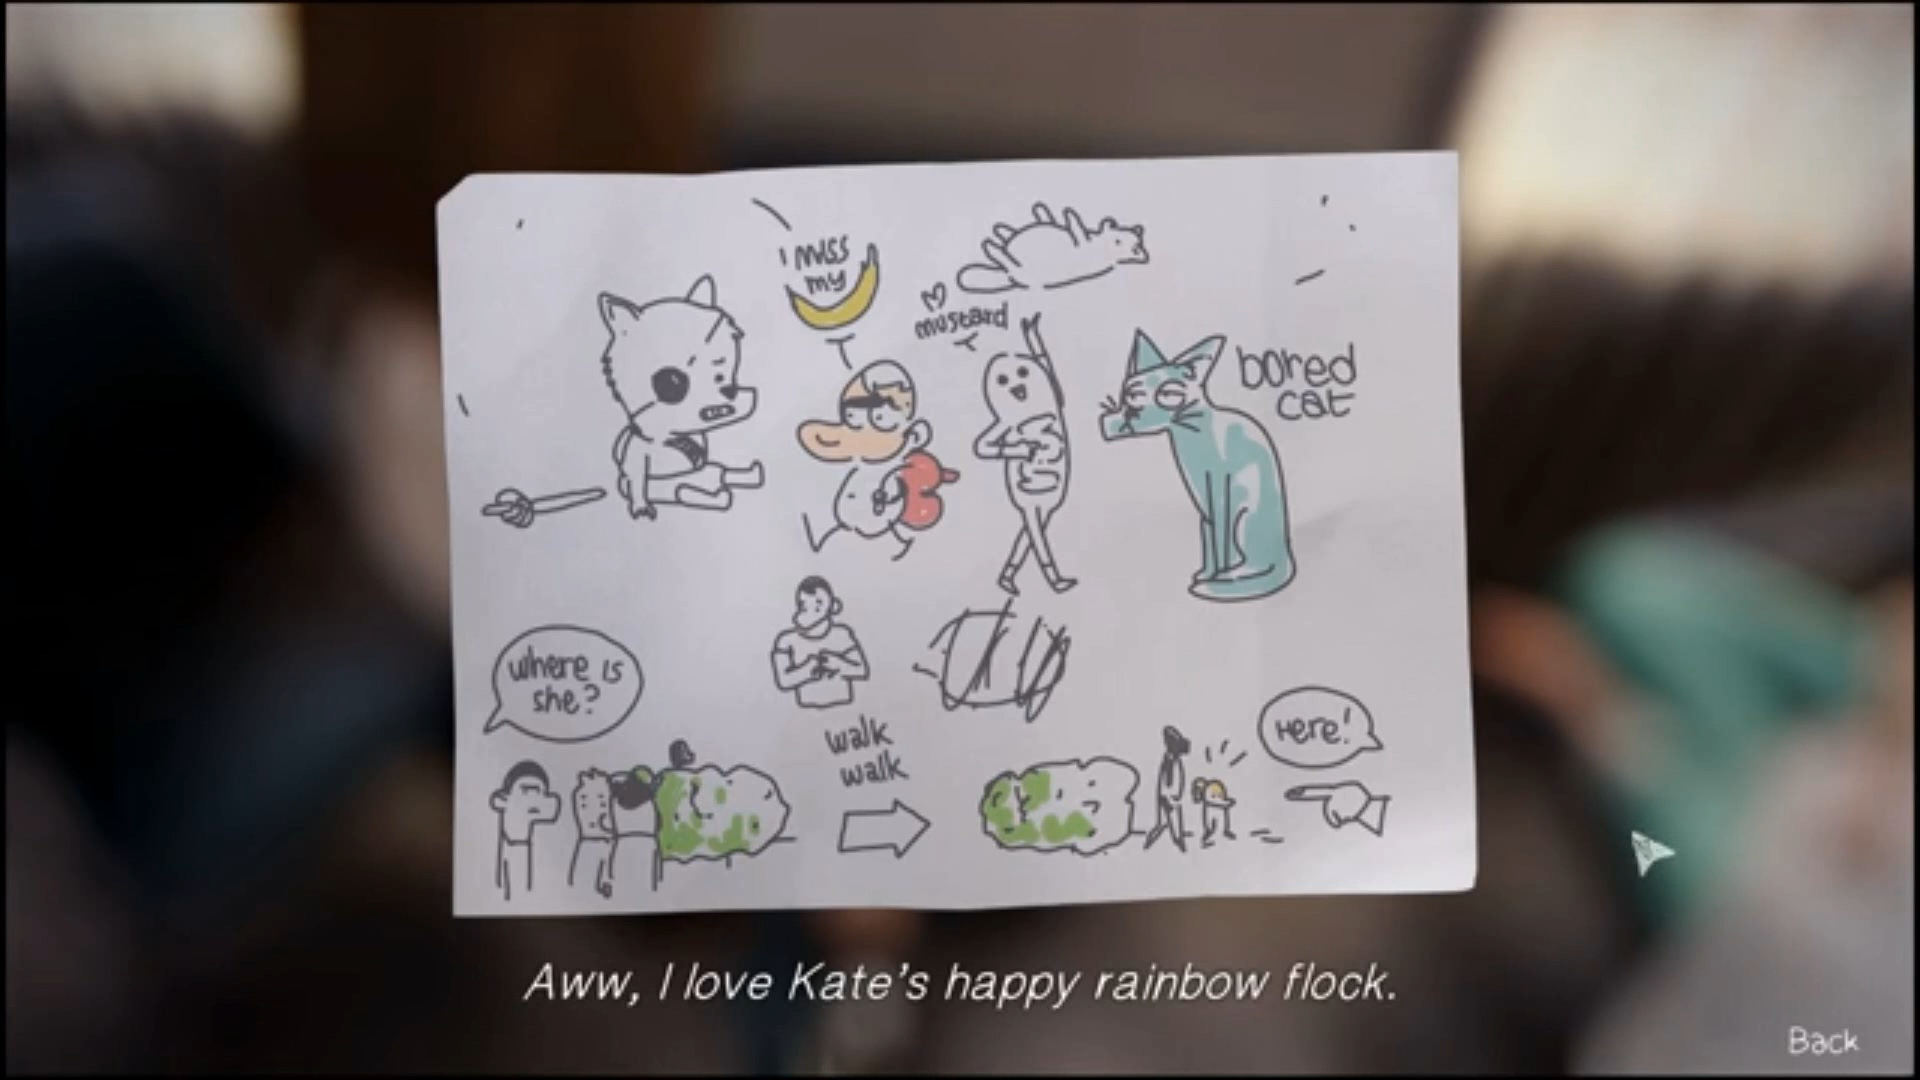 I MISS
my
mustard
bored
cat
where is
she?
walk
walk
Here!
Aww, I love Kate's happy rainbow flock.
Back